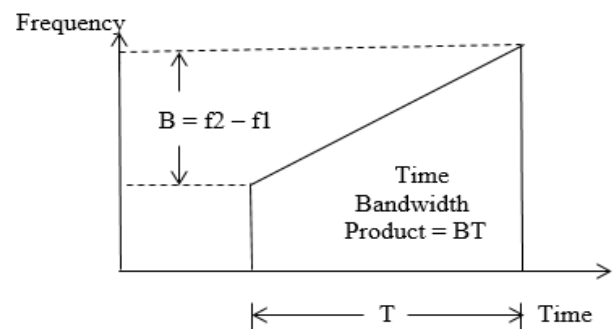 Frequency
B = f2 – f1
Time
Bandwidth
Product = BT
T
Time